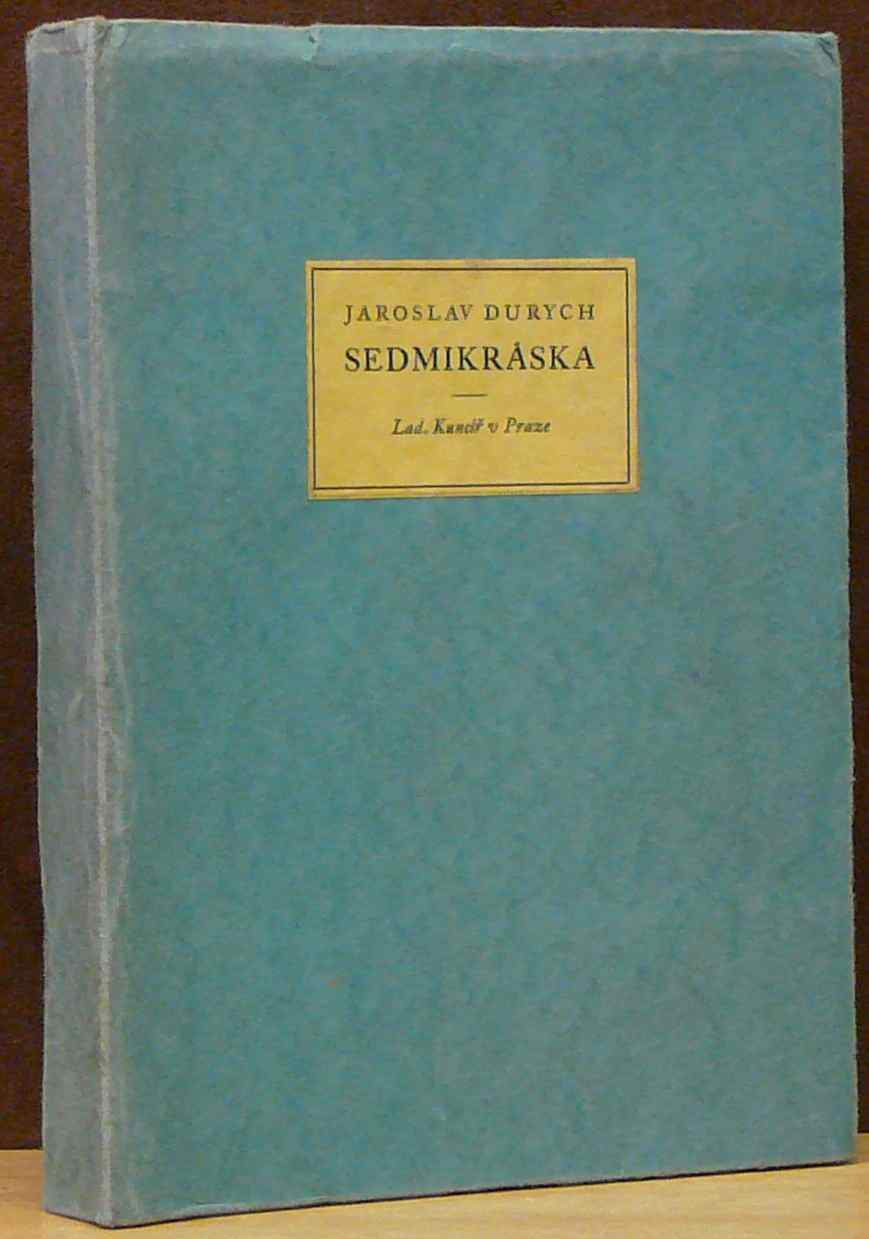 JAROSLAV DURYCH
SEDMIKRÁSKA
Lad. Kuncíř v Praze